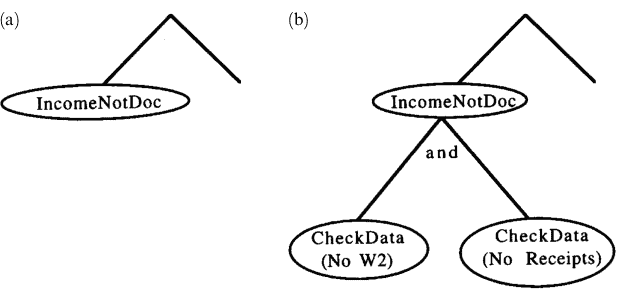 (a)
IncomeNotDoc
(b)
IncomeNotDoc
and
CheckData
(No W2)
CheckData
(No Receipts)